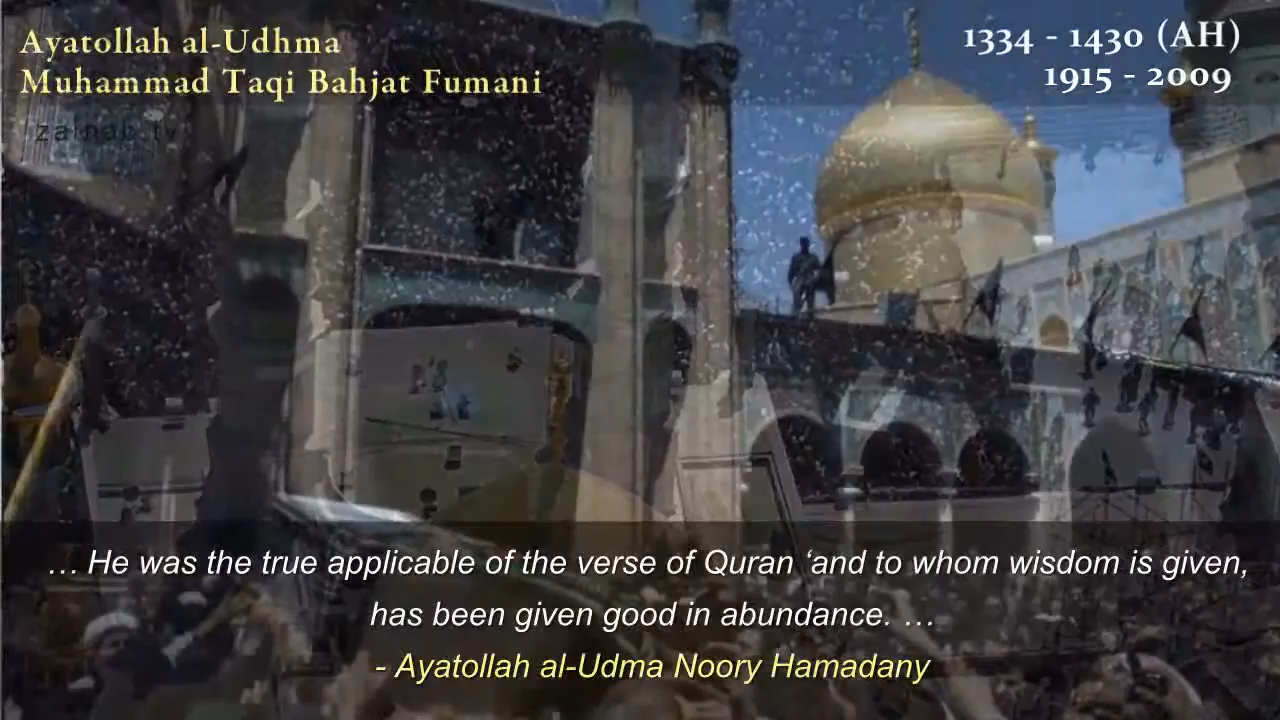 Ayatollah al-Udhma
Muhammad Taqi Bahjat Fumani
1334 - 1430 (AH)
1915 - 2009
zainab.tv
… He was the true applicable of the verse of Quran ‘and to whom wisdom is given,
has been given good in abundance. …
- Ayatollah al-Udma Noory Hamadany